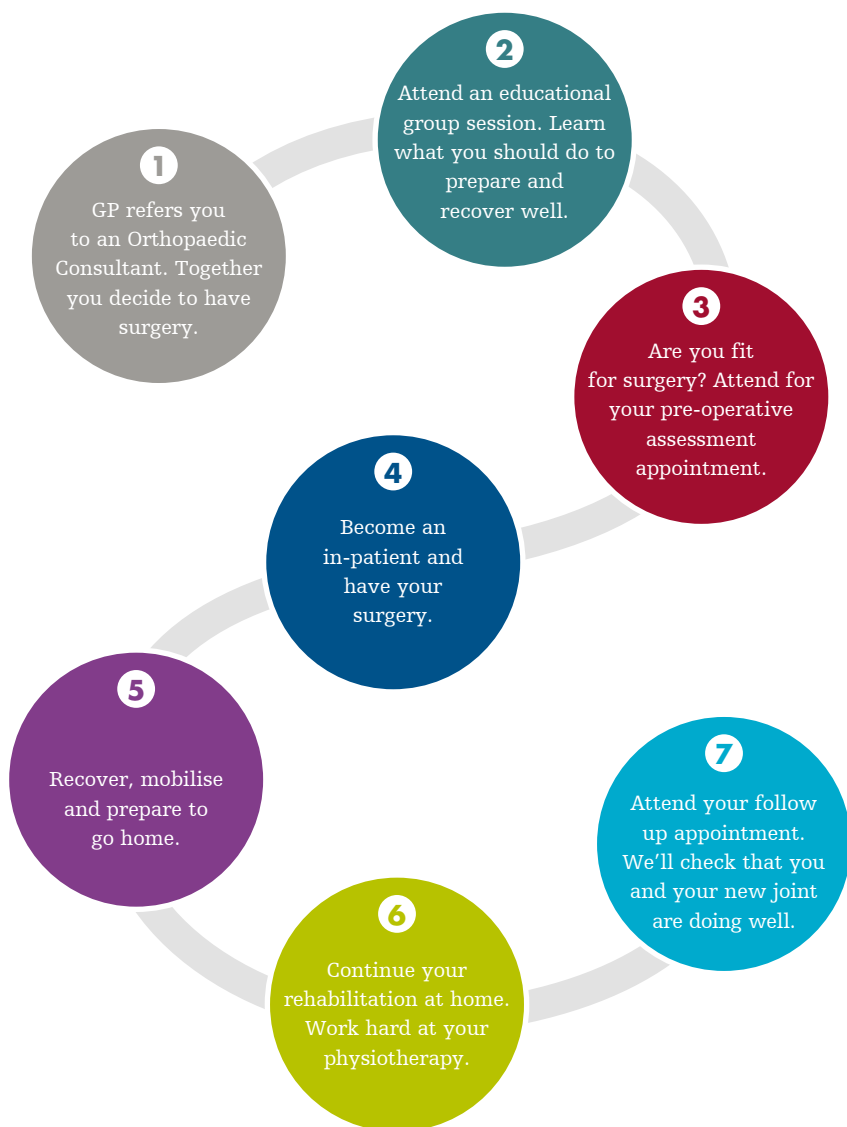 1
GP refers you
to an Orthopaedic
Consultant. Together
you decide to have
surgery.
2
Attend an educational
group session. Learn
what you should do to
prepare and
recover well.
3
Are you fit
for surgery? Attend for
your pre-operative
assessment
appointment.
4
Become an
in-patient and
have your
surgery.
5
Recover, mobilise
and prepare to
go home.
6
Continue your
rehabilitation at home.
Work hard at your
physiotherapy.
7
Attend your follow
up appointment.
We’ll check that you
and your new joint
are doing well.